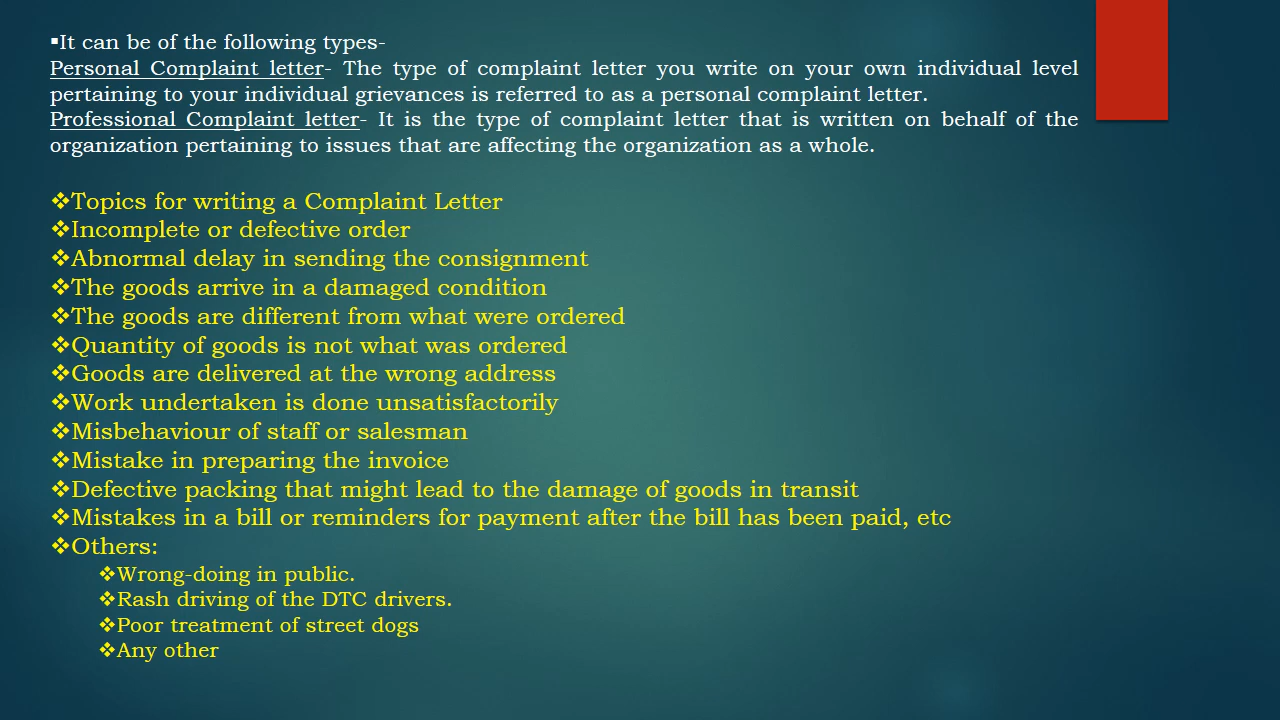 ▪It can be of the following types-
Personal Complaint letter- The type of complaint letter you write on your own individual level
pertaining to your individual grievances is referred to as a personal complaint letter.
Professional Complaint letter- It is the type of complaint letter that is written on behalf of the
organization pertaining to issues that are affecting the organization as a whole.
❖Topics for writing a Complaint Letter
❖Incomplete or defective order
❖Abnormal delay in sending the consignment
❖The goods arrive in a damaged condition
❖The goods are different from what were ordered
❖Quantity of goods is not what was ordered
❖Goods are delivered at the wrong address
❖Work undertaken is done unsatisfactorily
❖Misbehaviour of staff or salesman
❖Mistake in preparing the invoice
❖Defective packing that might lead to the damage of goods in transit
❖Mistakes in a bill or reminders for payment after the bill has been paid, etc
❖Others:
❖Wrong-doing in public.
❖Rash driving of the DTC drivers.
❖Poor treatment of street dogs
❖Any other